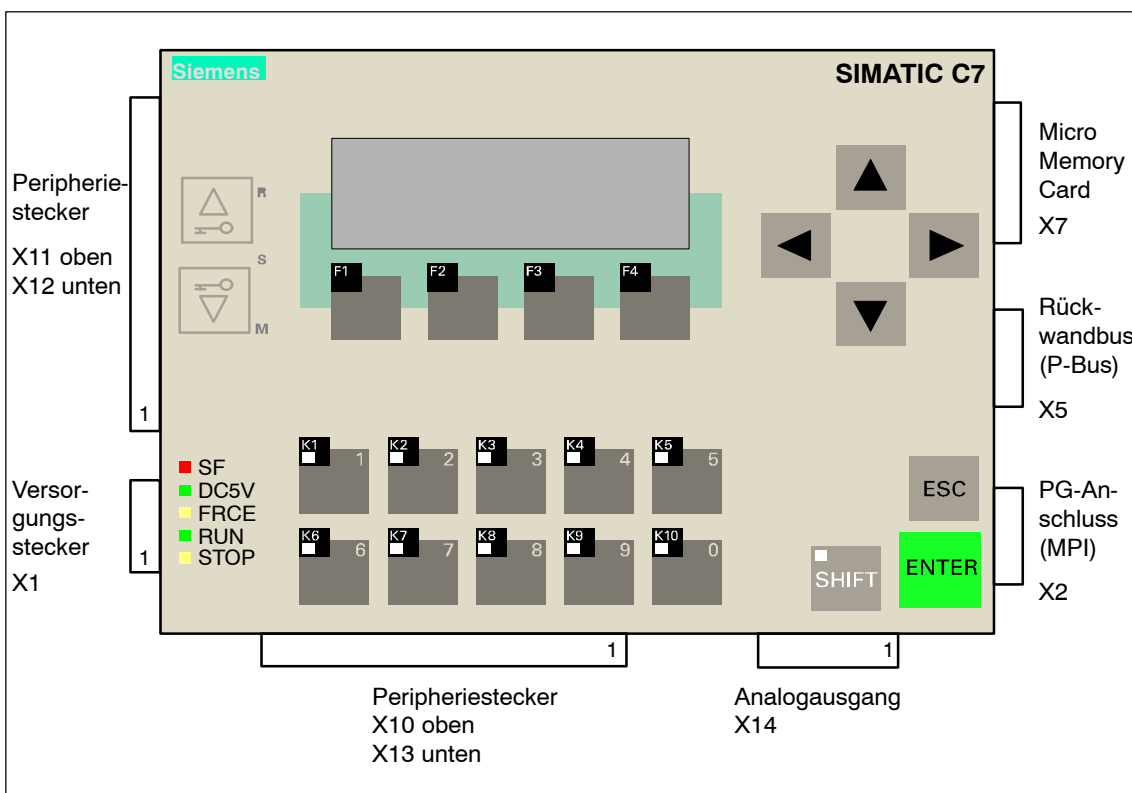 Siemens
SIMATIC C7
Peripherie-
stecker
X11 oben
X12 unten
1
R
S
M
F1
F2
F3
F4
Micro
Memory
Card
X7
Rück-
wandbus
(P-Bus)
X5
Versor-
gungs-
stecker
X1
1
SF
DC5V
FRCE
RUN
STOP
K1 1
K2 2
K3 3
K4 4
K5 5
K6 6
K7 7
K8 8
K9 9
K10 0
ESC
SHIFT
ENTER
PG-An-
schluss
(MPI)
X2
1
Peripheriestecker
X10 oben
X13 unten
1
Analogausgang
X14